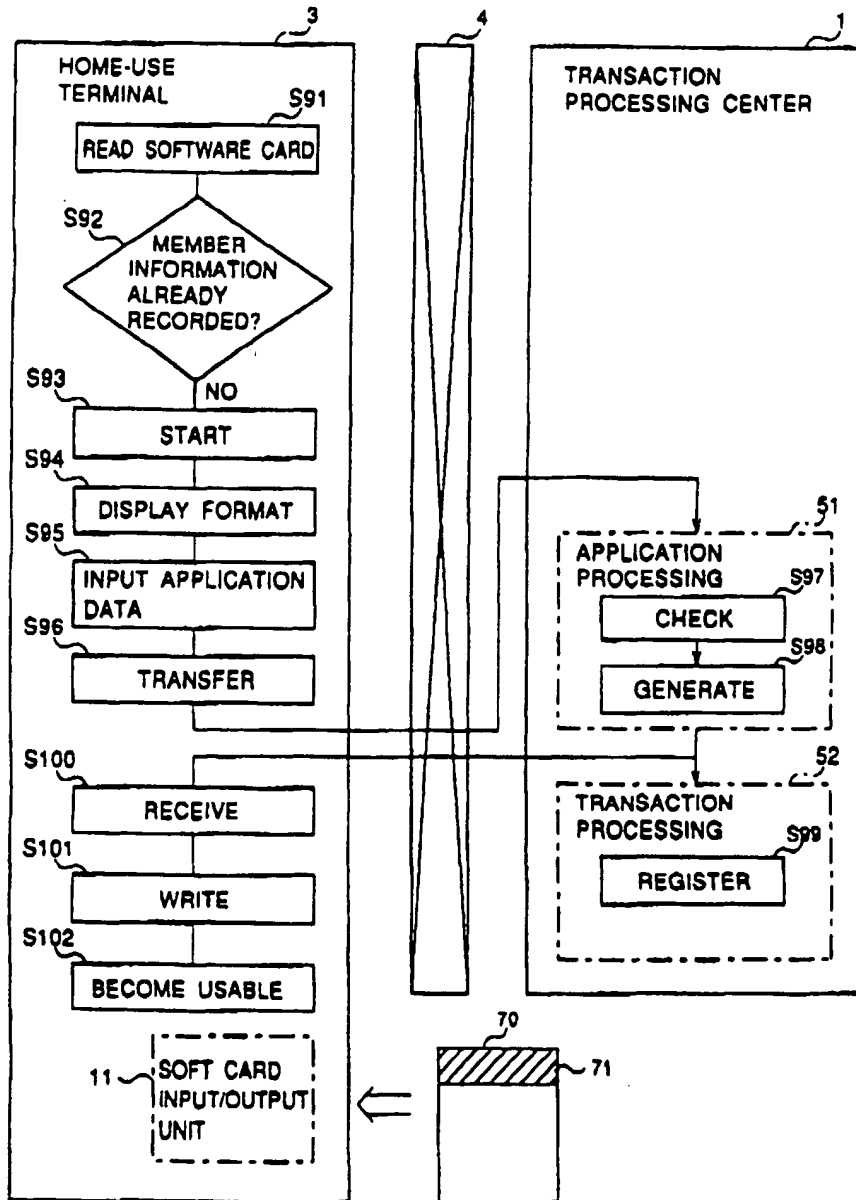 3
4
1
HOME-USE
TERMINAL
TRANSACTION
PROCESSING CENTER
S91
READ SOFTWARE CARD
S92
MEMBER
INFORMATION
ALREADY
RECORDED?
NO
S93
START
S94
DISPLAY FORMAT
S95
INPUT APPLICATION
DATA
S96
TRANSFER
51
APPLICATION
PROCESSING
S97
CHECK
S98
GENERATE
S100
RECEIVE
52
TRANSACTION
PROCESSING
S99
REGISTER
S101
WRITE
S102
BECOME USABLE
11
SOFT CARD
INPUT/OUTPUT
UNIT
70
71